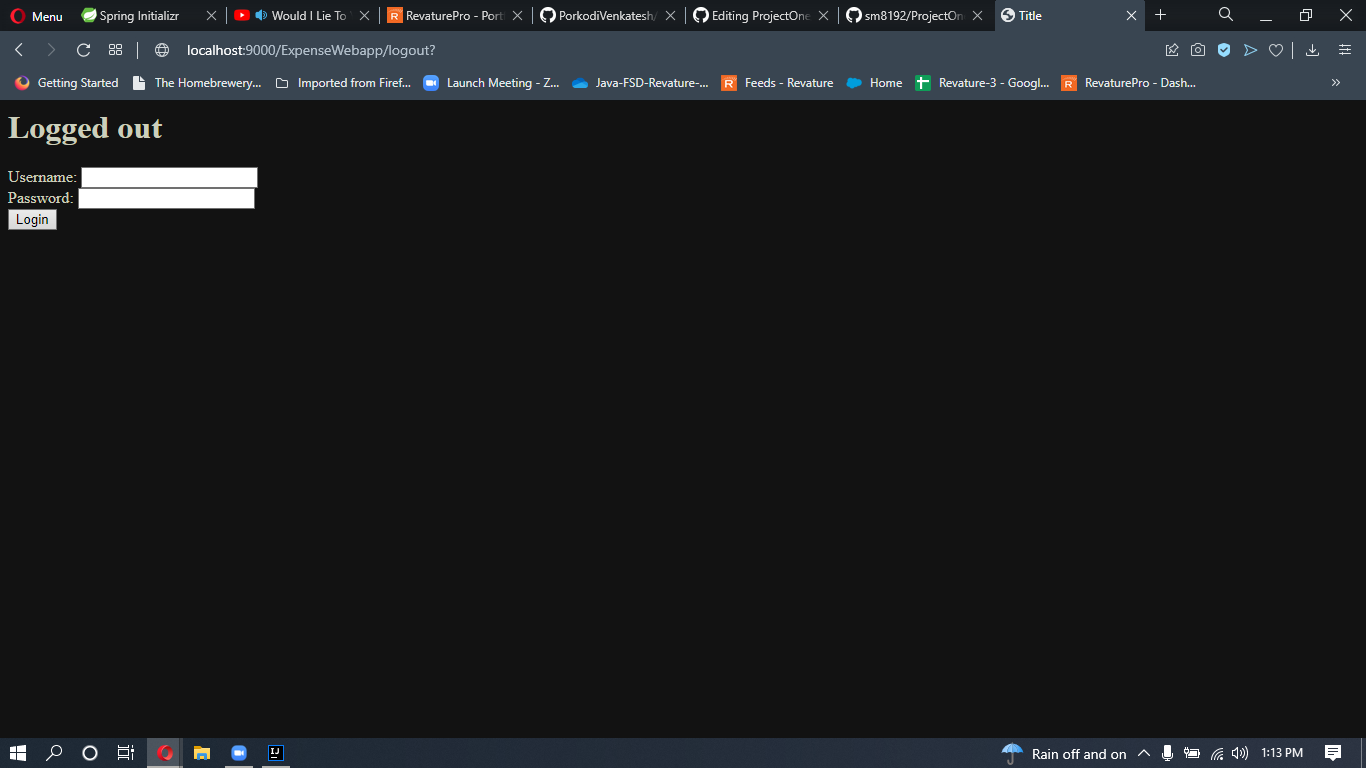 Menu
Spring Initializr
Would I Lie To
RevaturePro - Port
PorkodiVenkatesh/
Editing ProjectOne
sm8192/ProjectOn
Title
localhost:9000/ExpenseWebapp/logout?
Getting Started
The Homebrewery...
Imported from Firef...
Launch Meeting - Z...
Java-FSD-Revature-...
Feeds - Revature
Home
Revature-3 - Googl...
RevaturePro - Dash...
Logged out
Username:
Password:
Login
Rain off and on
1:13 PM